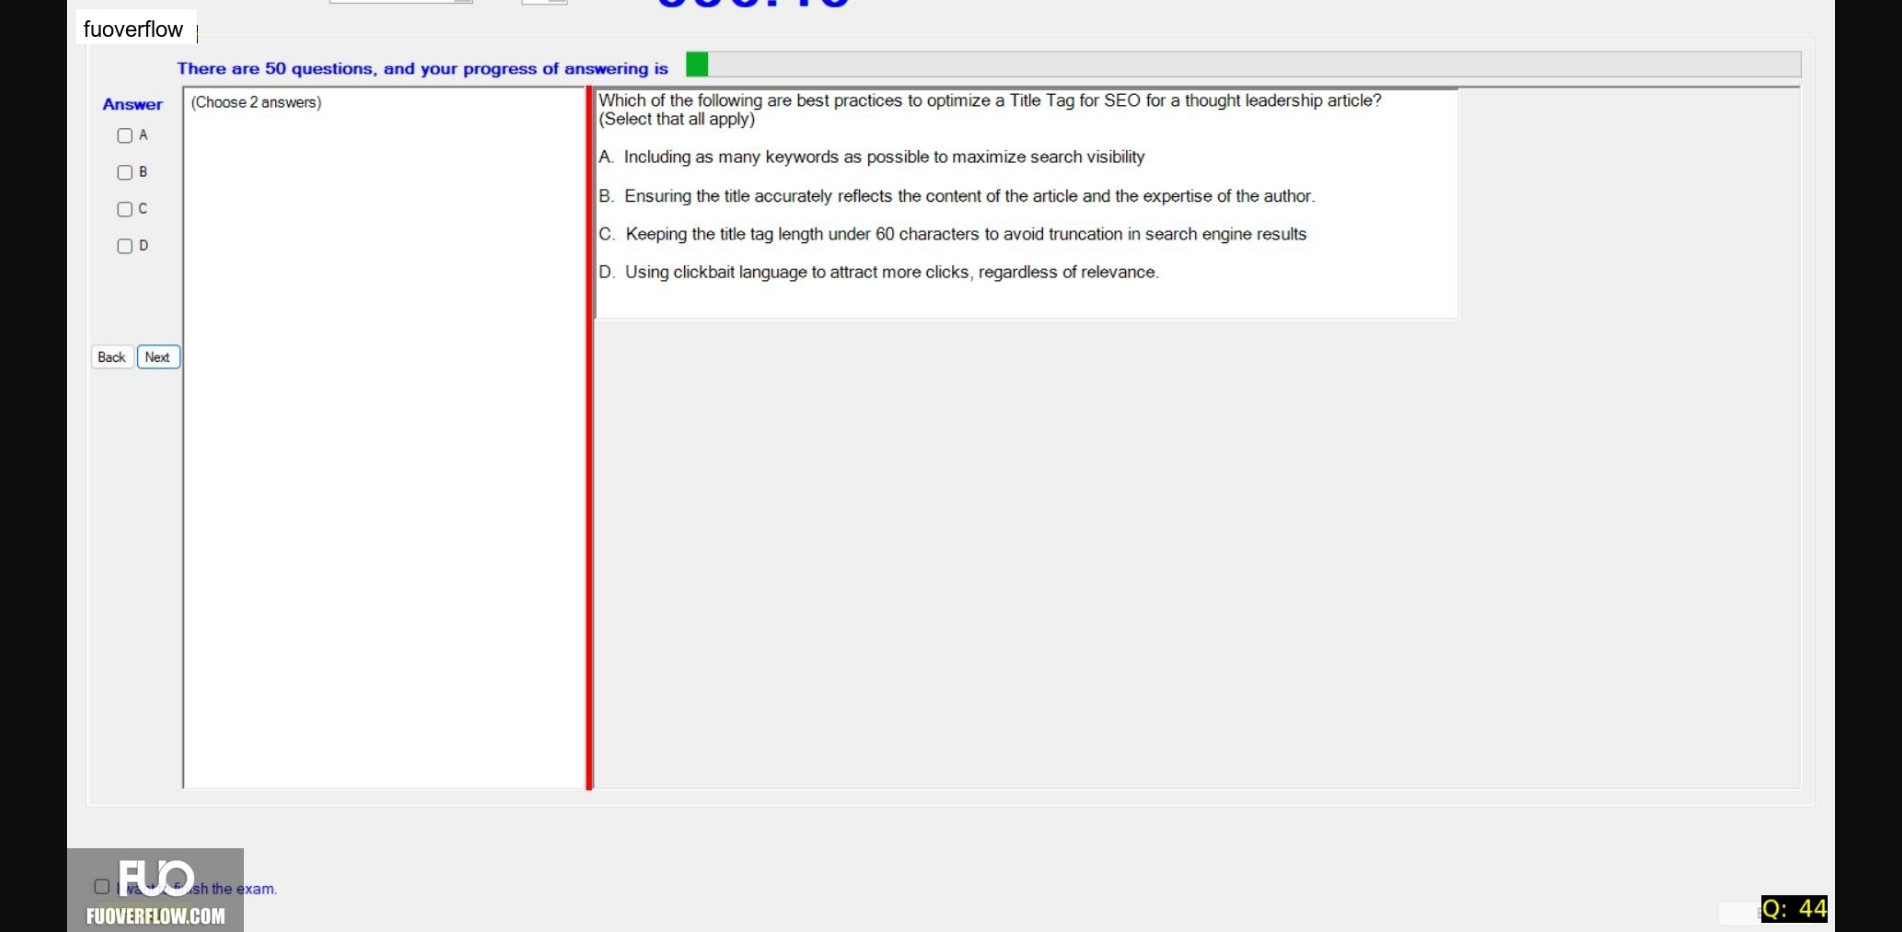 fuoverflow
There are 50 questions, and your progress of answering is
Answer
A
B
C
D
Back Next
(Choose 2 answers)
Which of the following are best practices to optimize a Title Tag for SEO for a thought leadership article?
(Select that all apply)
A. Including as many keywords as possible to maximize search visibility
B. Ensuring the title accurately reflects the content of the article and the expertise of the author.
C. Keeping the title tag length under 60 characters to avoid truncation in search engine results
D. Using clickbait language to attract more clicks, regardless of relevance.
FUO
the exam.
FUOVERFLOW.COM
Q: 44